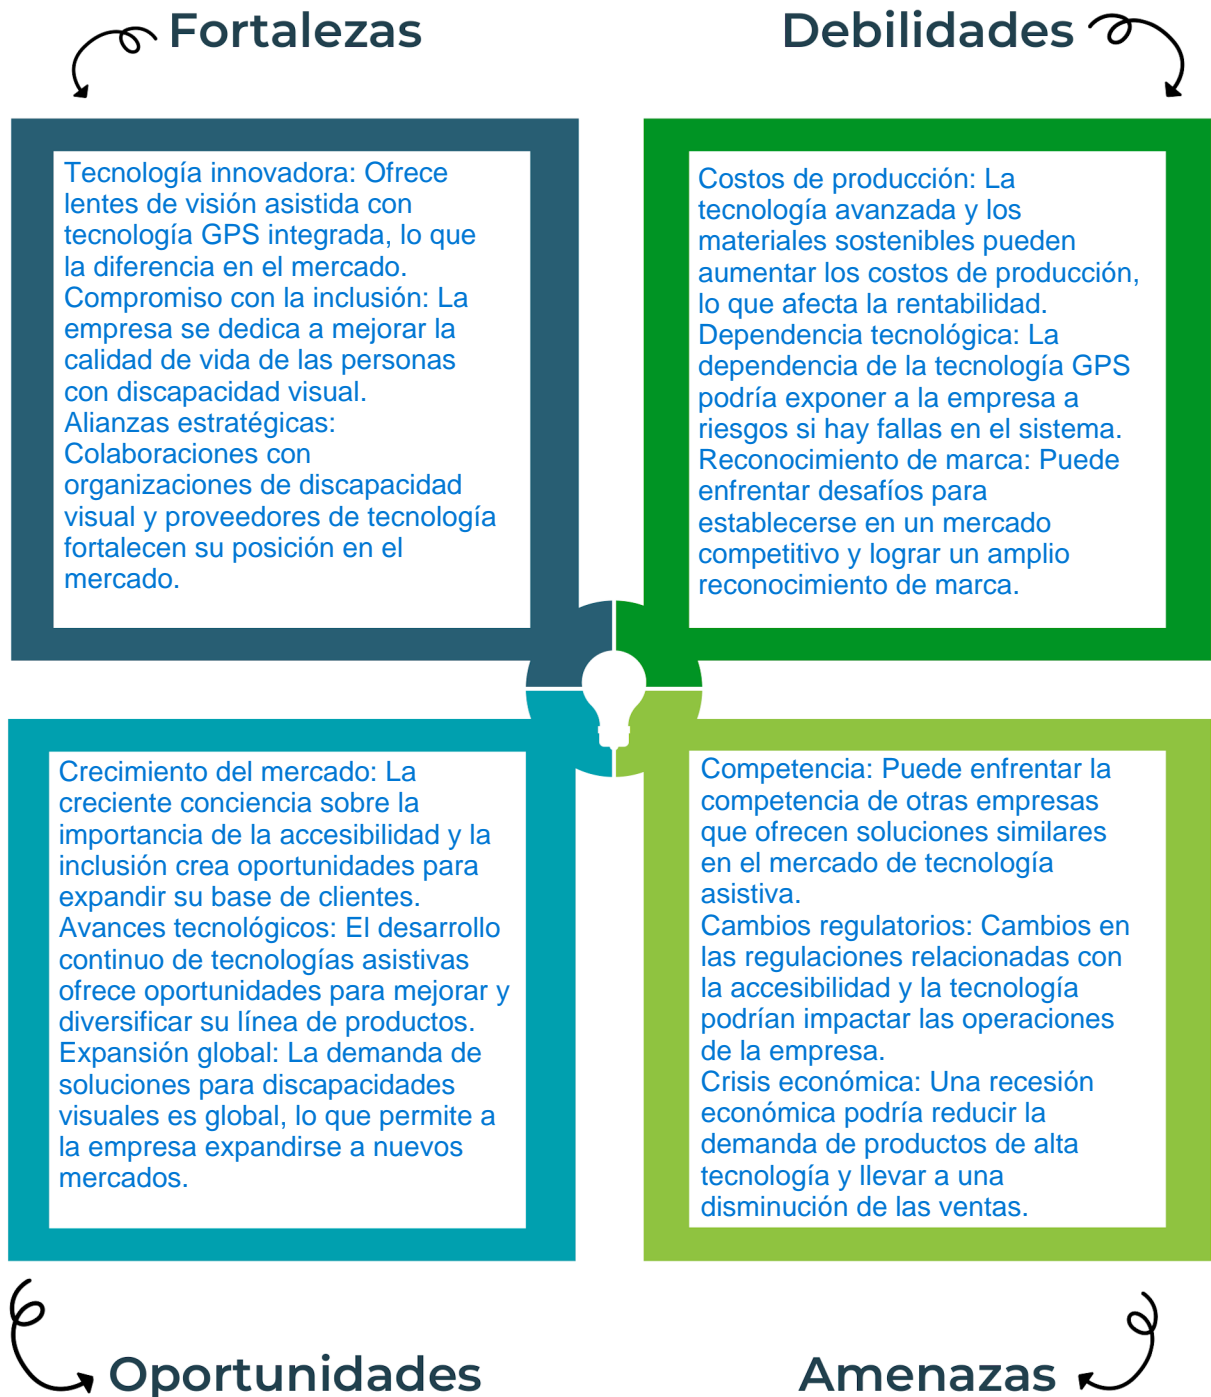 Fortalezas
Tecnología innovadora: Ofrece
lentes de visión asistida con
tecnología GPS integrada, lo que
la diferencia en el mercado.
Compromiso con la inclusión: La
empresa se dedica a mejorar la
calidad de vida de las personas
con discapacidad visual.
Alianzas estratégicas:
Colaboraciones con
organizaciones de discapacidad
visual y proveedores de tecnología
fortalecen su posición en el
mercado.
Debilidades
Costos de producción: La
tecnología avanzada y los
materiales sostenibles pueden
aumentar los costos de producción,
lo que afecta la rentabilidad.
Dependencia tecnológica: La
dependencia de la tecnología GPS
podría exponer a la empresa a
riesgos si hay fallas en el sistema.
Reconocimiento de marca: Puede
enfrentar desafíos para
establecerse en un mercado
competitivo y lograr un amplio
reconocimiento de marca.
Crecimiento del mercado: La
creciente conciencia sobre la
importancia de la accesibilidad y la
inclusión crea oportunidades para
expandir su base de clientes.
Avances tecnológicos: El desarrollo
continuo de tecnologías asistivas
ofrece oportunidades para mejorar y
diversificar su línea de productos.
Expansión global: La demanda de
soluciones para discapacidades
visuales es global, lo que permite a
la empresa expandirse a nuevos
mercados.
Oportunidades
Competencia: Puede enfrentar la
competencia de otras empresas
que ofrecen soluciones similares
en el mercado de tecnología
asistiva.
Cambios regulatorios: Cambios en
las regulaciones relacionadas con
la accesibilidad y la tecnología
podrían impactar las operaciones
de la empresa.
Crisis económica: Una recesión
económica podría reducir la
demanda de productos de alta
tecnología y llevar a una
disminución de las ventas.
Amenazas